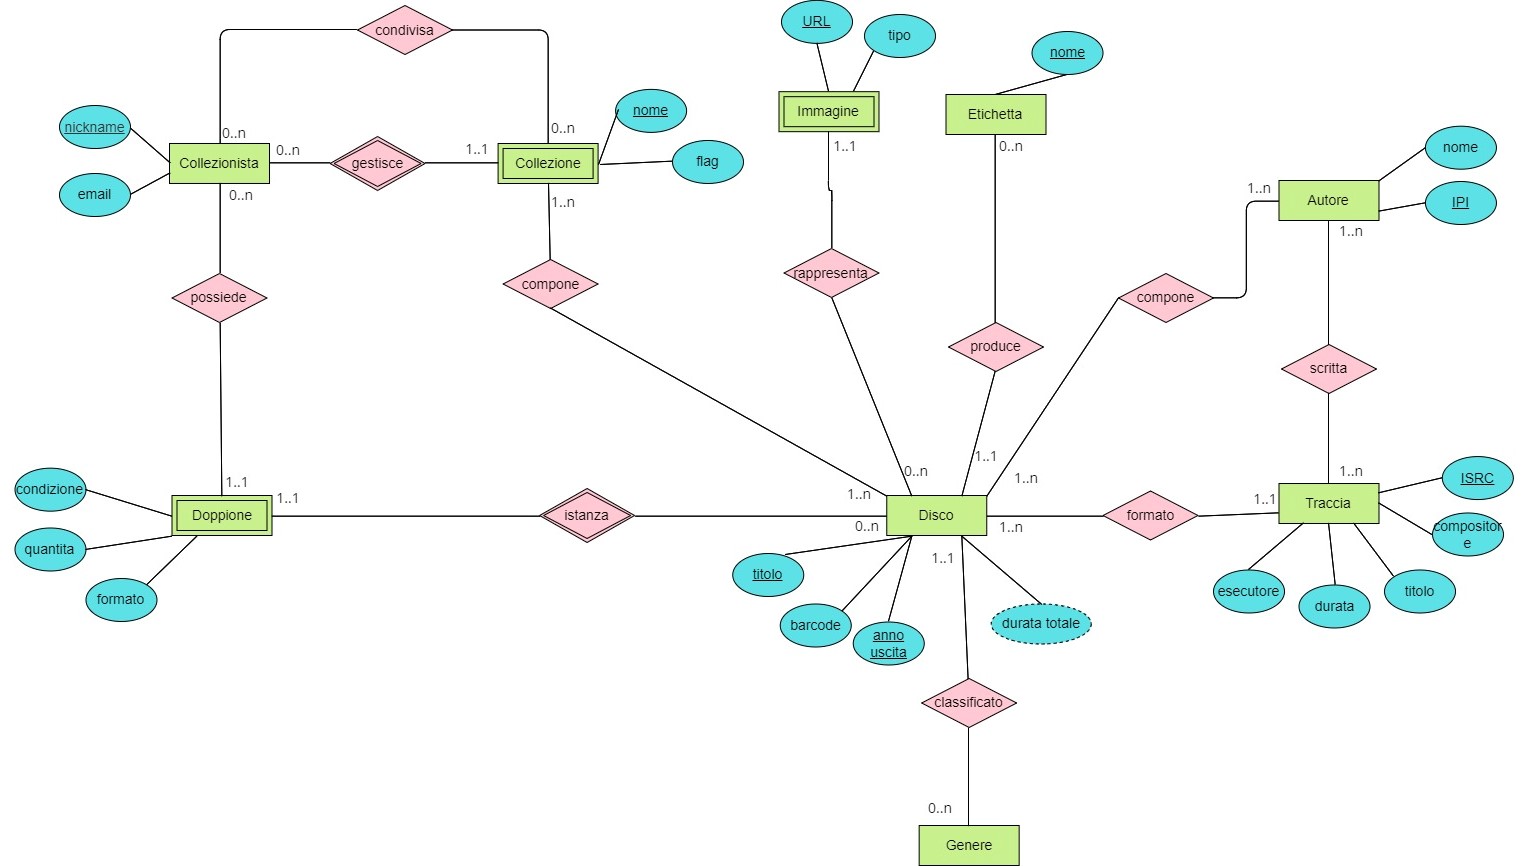 condivisa
URL
tipo
nome
nickname
email
Collezionista
0..n
0..n
0..n
gestisce
1..1
0..n
Collezione
1..n
nome
flag
Immagine
1..1
Etichetta
0..n
nome
IPI
1..n
Autore
1..n
possiede
compone
rappresenta
compone
produce
scritta
condizione
quantita
formato
1..1
1..1
Doppione
istanza
0..n
1..1
1..n
1..n
0..n
Disco
1..n
1..1
formato
1..1
1..n
Traccia
ISRC
compositor
e
esecutore
durata
titolo
titolo
barcode
anno
uscita
durata totale
classificato
0..n
Genere